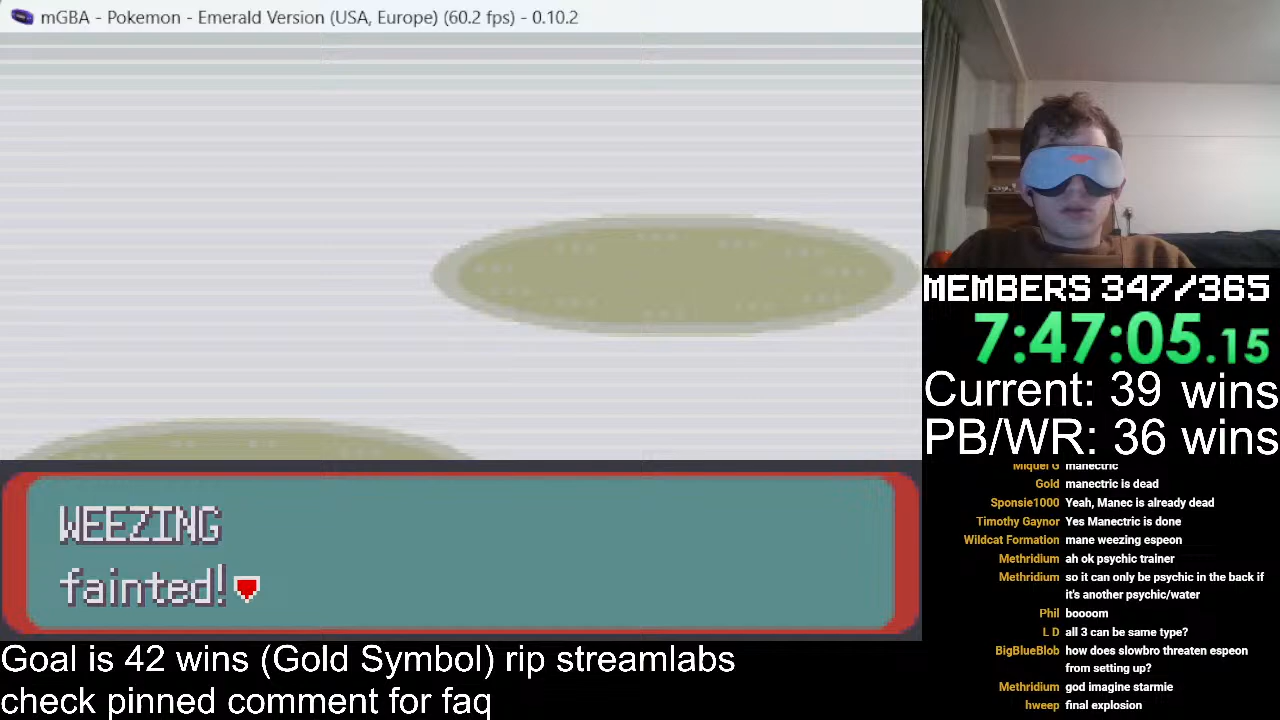 mGBA - Pokemon - Emerald Version (USA, Europe) (60.2 fps) - 0.10.2
MEMBERS 347/365
7:47:05.15
Current: 39 wins
PB/WR: 36 wins
Miquel G manectric
Gold manectric is dead
Sponsie1000 Yeah, Manec is already dead
Timothy Gaynor Yes Manectric is done
Wildcat Formation mane weezing espeon
Methridium ah ok psychic trainer
Methridium so it can only be psychic in the back if
it's another psychic/water
Phil boooom
L D all 3 can be same type?
BigBlueBlob how does slowbro threaten espeon
from setting up?
Methridium god imagine starmie
hweep final explosion
WEEZING
fainted!
Goal is 42 wins (Gold Symbol) rip streamlabs
check pinned comment for faq